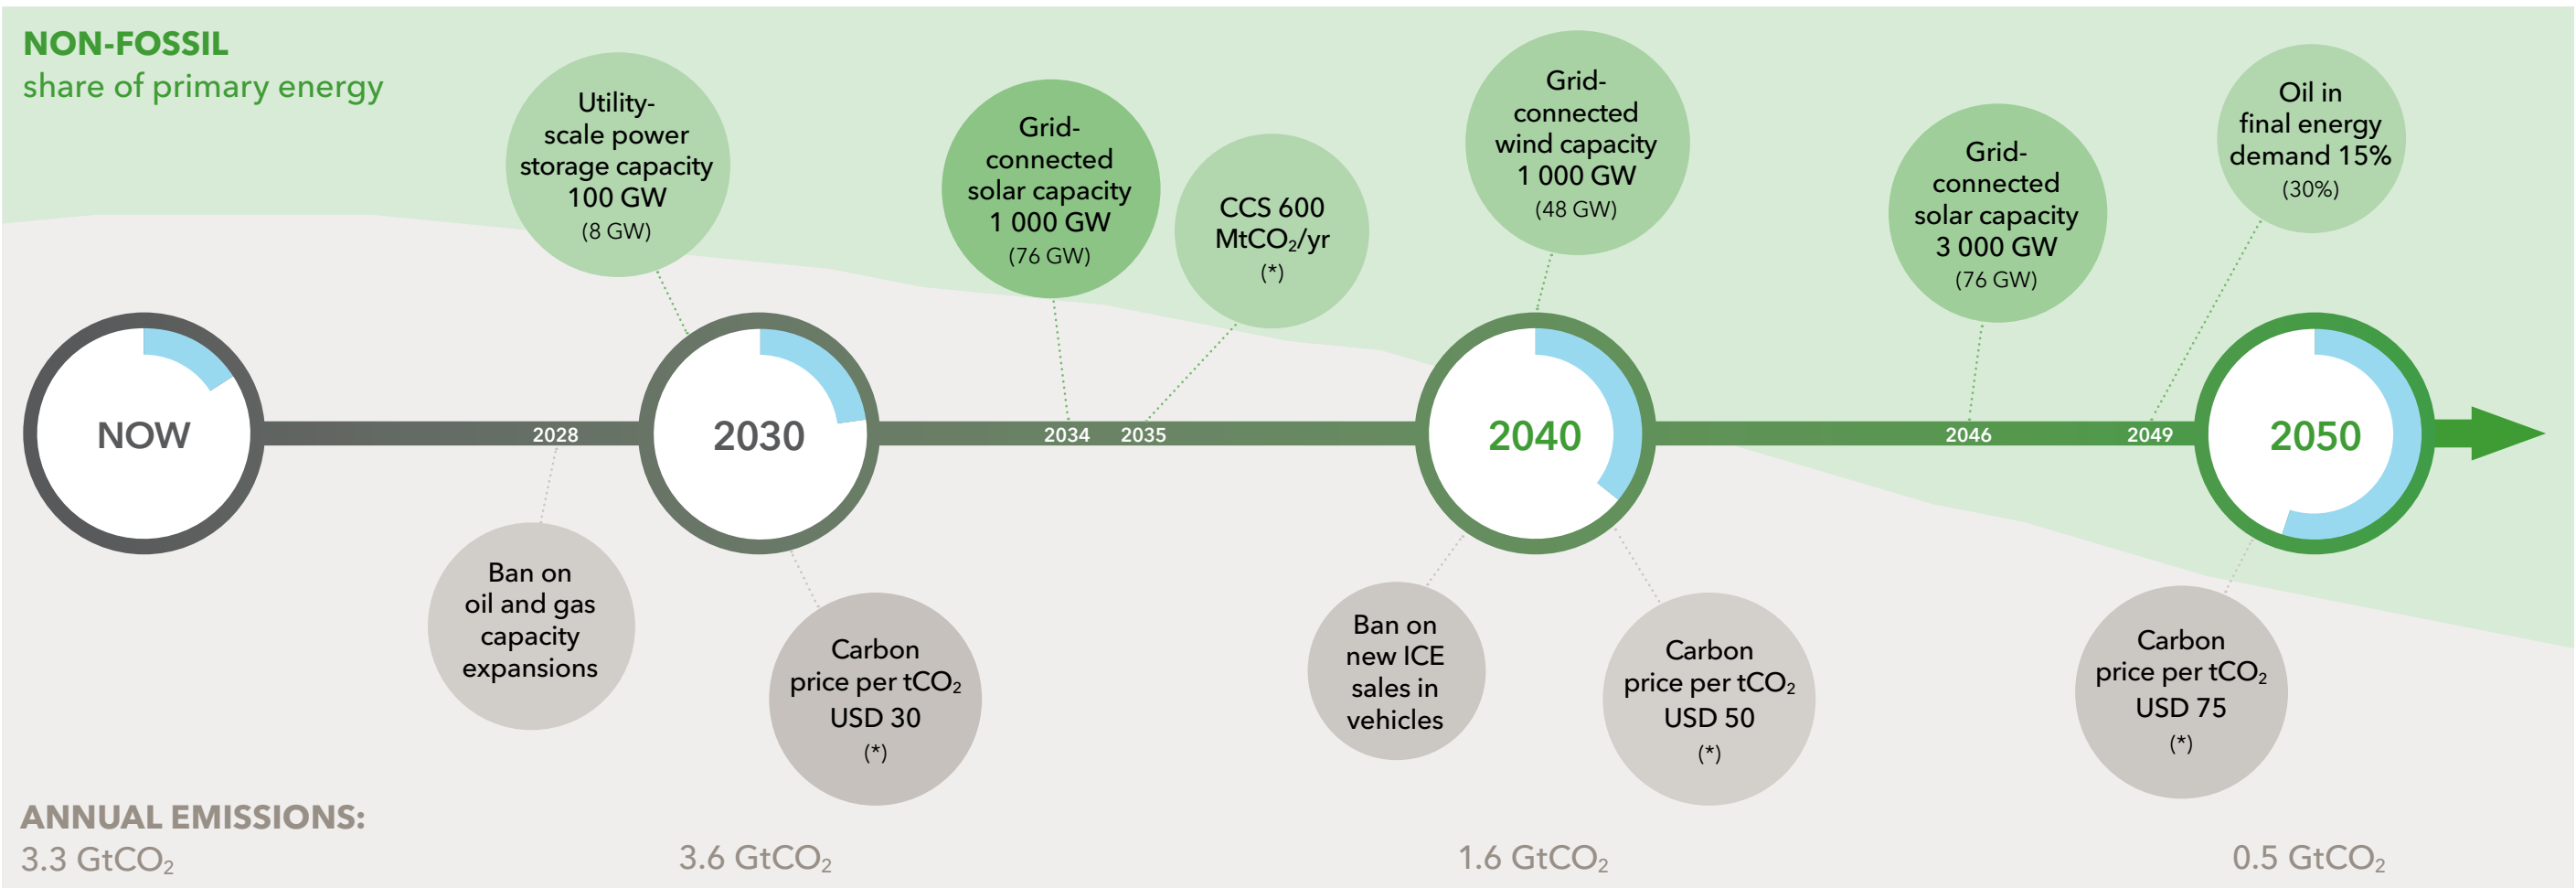 NON-FOSSIL
share of primary energy
Utility-
scale power
storage capacity
100 GW
(8 GW)
Grid-
connected
solar capacity
1 000 GW
(76 GW)
CCS 600
MtCO₂/yr
(*)
Grid-
connected
wind capacity
1 000 GW
(48 GW)
Grid-
connected
solar capacity
3 000 GW
(76 GW)
Oil in
final energy
demand 15%
(30%)
NOW
2028
2030
2034
2035
2040
2046
2049
2050
Ban on
oil and gas
capacity
expansions
Carbon
price per tCO₂
USD 30
(*)
Ban on
new ICE
sales in
vehicles
Carbon
price per tCO₂
USD 50
(*)
Carbon
price per tCO₂
USD 75
(*)
ANNUAL EMISSIONS:
3.3 GtCO₂
3.6 GtCO₂
1.6 GtCO₂
0.5 GtCO₂